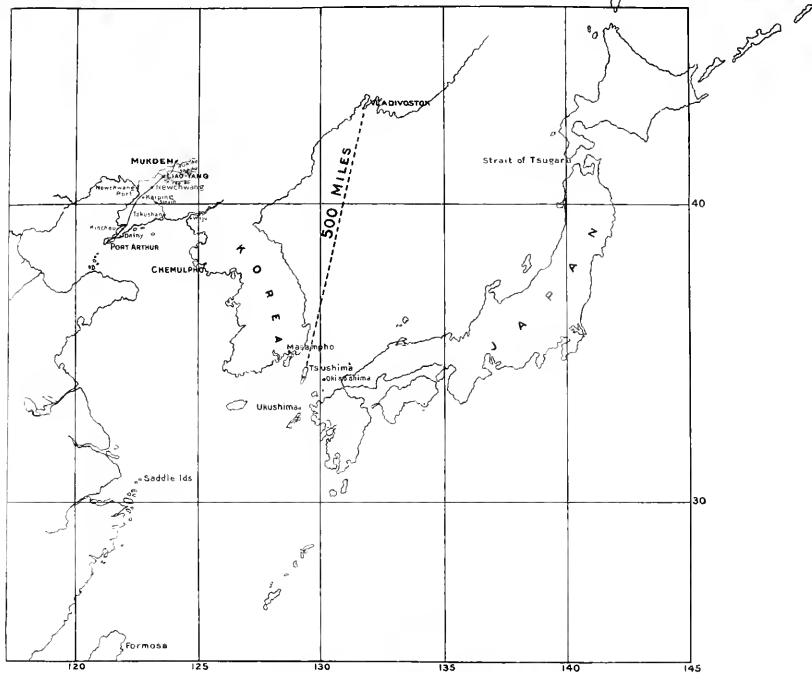 VLADIVOSTOK
MUKDEN
LIAO-YANG
Strait of Tsugaru
Newchwang
Port
Newchwang
Kaiping
500 MILES
40
Takushan
Kinchau
Dalny
PORT ARTHUR
CHEMULPHO
KOREA
JAPAN
Masampho
Tsushima
Okinoshima
Ukushima
Saddle Ids
30
Formosa
120
125
130
135
140
145